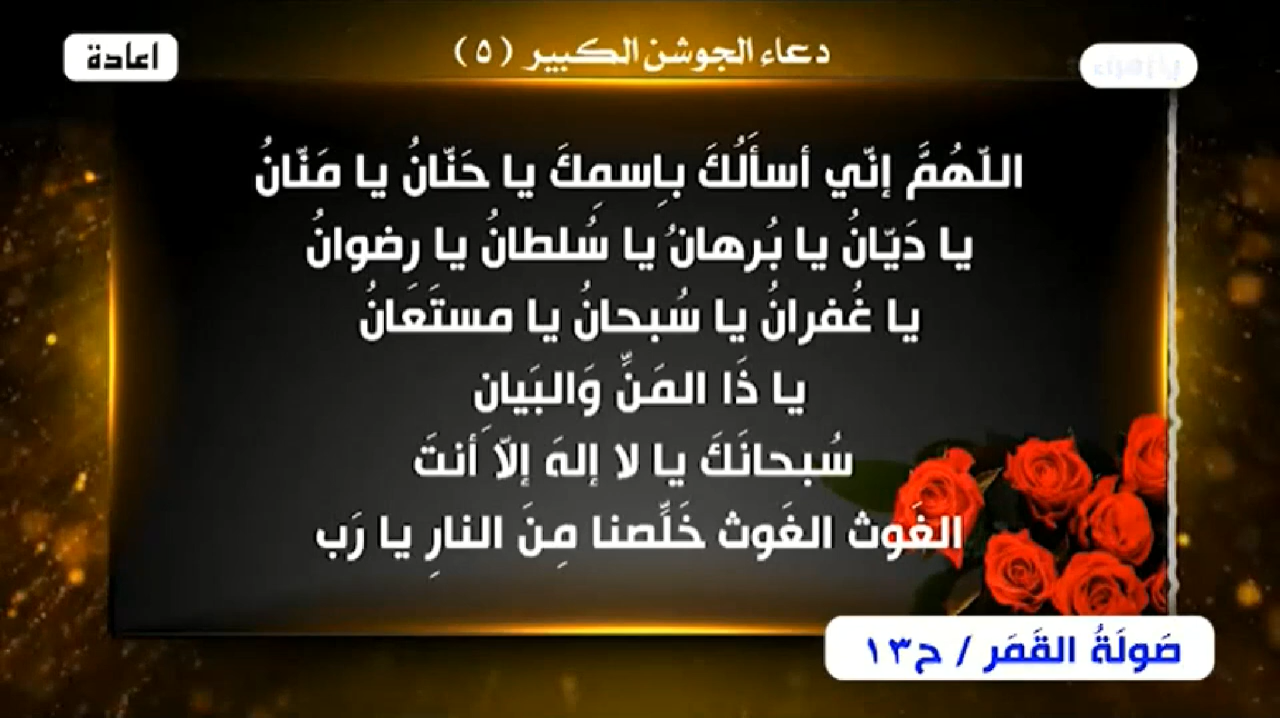 اعادة
دعاء الجوشن الكبير (٥)
اللّهُمَّ إنّي أسأَلُكَ بِاِسمِكَ يا حَنّانُ يا مَنّانُ
يا دَيّانُ يا بُرهانُ يا سُلطانُ يا رِضوانُ
يا غُفرانُ يا سُبحانُ يا مستَعَانُ
يا ذَا المَنِّ وَالبَيانِ
سُبحانَكَ يا لا إلهَ إلاّ أنتَ
الغَوث الغَوث خَلِّصنا مِنَ النارِ يا رَب
صَولَةُ القَمَر / ح١٣